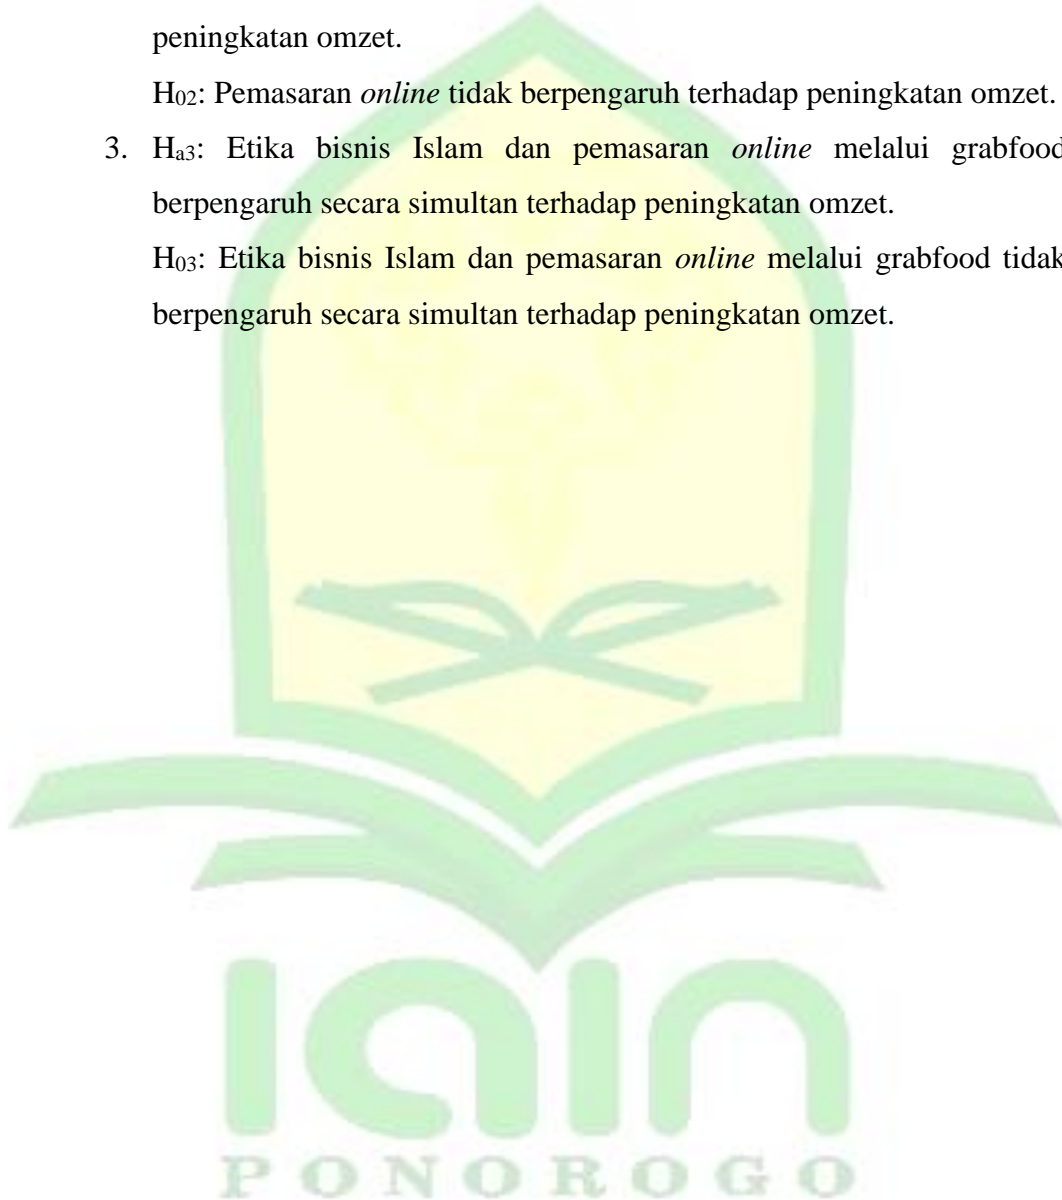 peningkatan omzet.
H02: Pemasaran online tidak berpengaruh terhadap peningkatan omzet.
3. Ha3: Etika bisnis Islam dan pemasaran online melalui grabfood
berpengaruh secara simultan terhadap peningkatan omzet.
H03: Etika bisnis Islam dan pemasaran online melalui grabfood tidak
berpengaruh secara simultan terhadap peningkatan omzet.
iain
PONOROGO